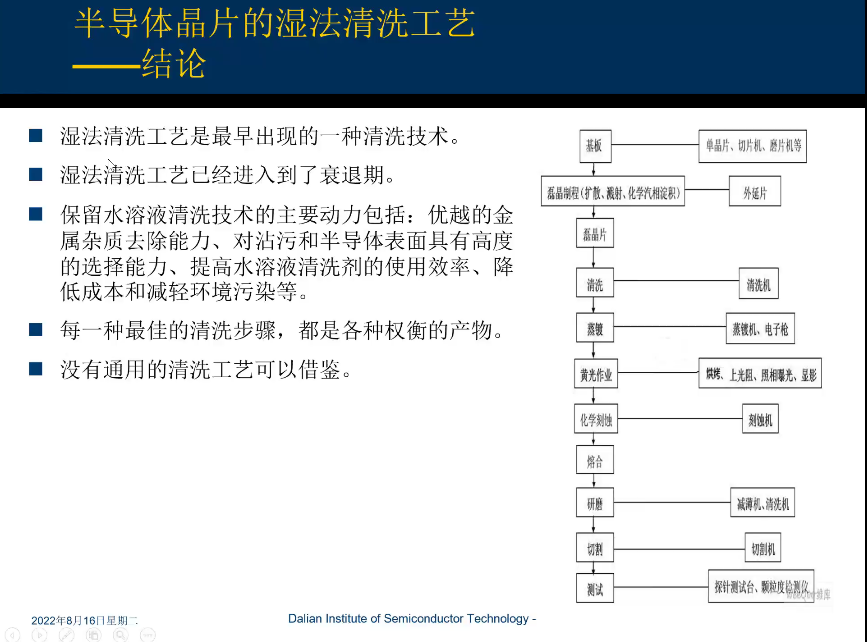 半导体晶片的湿法清洗工艺
——结论
湿法清洗工艺是最早出现的一种清洗技术。
湿法清洗工艺已经进入到了衰退期。
保留水溶液清洗技术的主要动力包括：优越的金
属杂质去除能力、对沾污和半导体表面具有高度
的选择能力、提高水溶液清洗剂的使用效率、降
低成本和减轻环境污染等。
每一种最佳的清洗步骤，都是各种权衡的产物。
没有通用的清洗工艺可以借鉴。
基板
单晶片、切片机、磨片机等
磊晶制程(扩散、溅射、化学汽相淀积)
外延片
磊晶片
清洗
清洗机
蒸镀
蒸镀机、电子枪
黄光作业
烘烤、上光阻、照相曝光、显影
化学刻蚀
刻蚀机
熔合
研磨
减薄机、清洗机
切割
切割机
测试
探针测试台、颗粒度检测仪
2022年8月16日星期二
Dalian Institute of Semiconductor Technology -